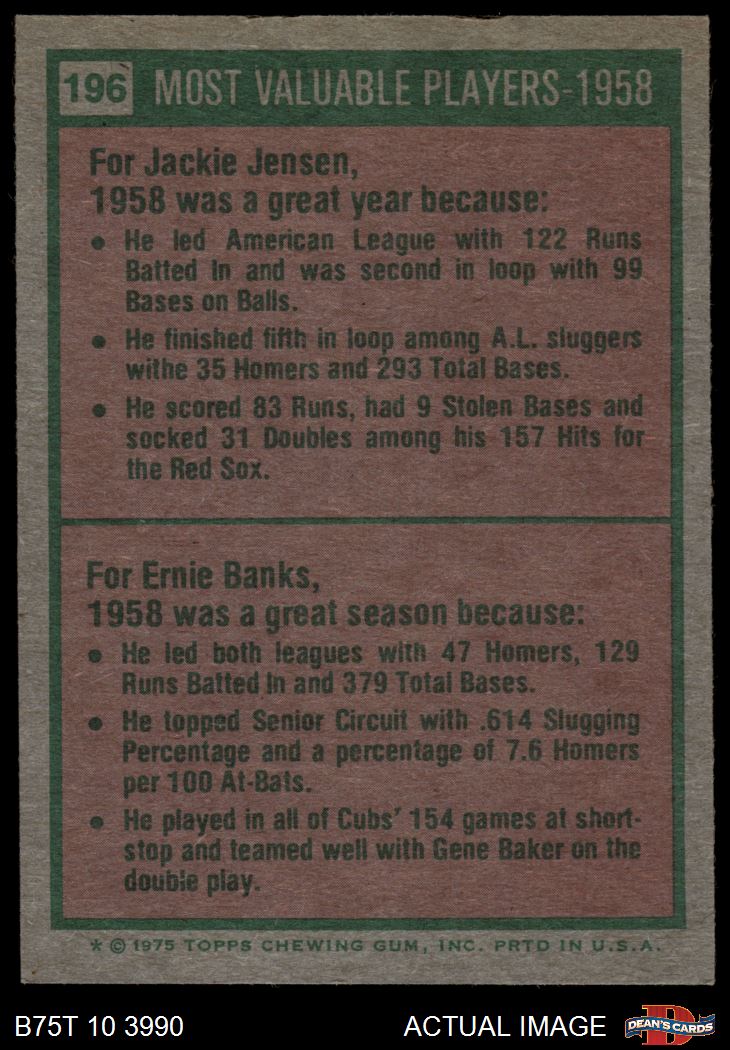 196 MOST VALUABLE PLAYERS-1958
For Jackie Jensen,
1958 was a great year because:
● He led American League with 122 Runs
Batted In and was second in loop with 99
Bases on Balls.
● He finished fifth in loop among A.L. sluggers
withe 35 Homers and 293 Total Bases.
● He scored 83 Runs, had 9 Stolen Bases and
socked 31 Doubles among his 157 Hits for
the Red Sox.
For Ernie Banks,
1958 was a great season because:
● He led both leagues with 47 Homers, 129
Runs Batted In and 379 Total Bases.
● He topped Senior Circuit with .614 Slugging
Percentage and a percentage of 7.6 Homers
per 100 At-Bats.
● He played in all of Cubs' 154 games at short-
stop and teamed well with Gene Baker on the
double play.
* © 1975 TOPPS CHEWING GUM, INC. PRTD IN U.S.A.
B75T 10 3990 ACTUAL IMAGE D DEAN'S CARDS